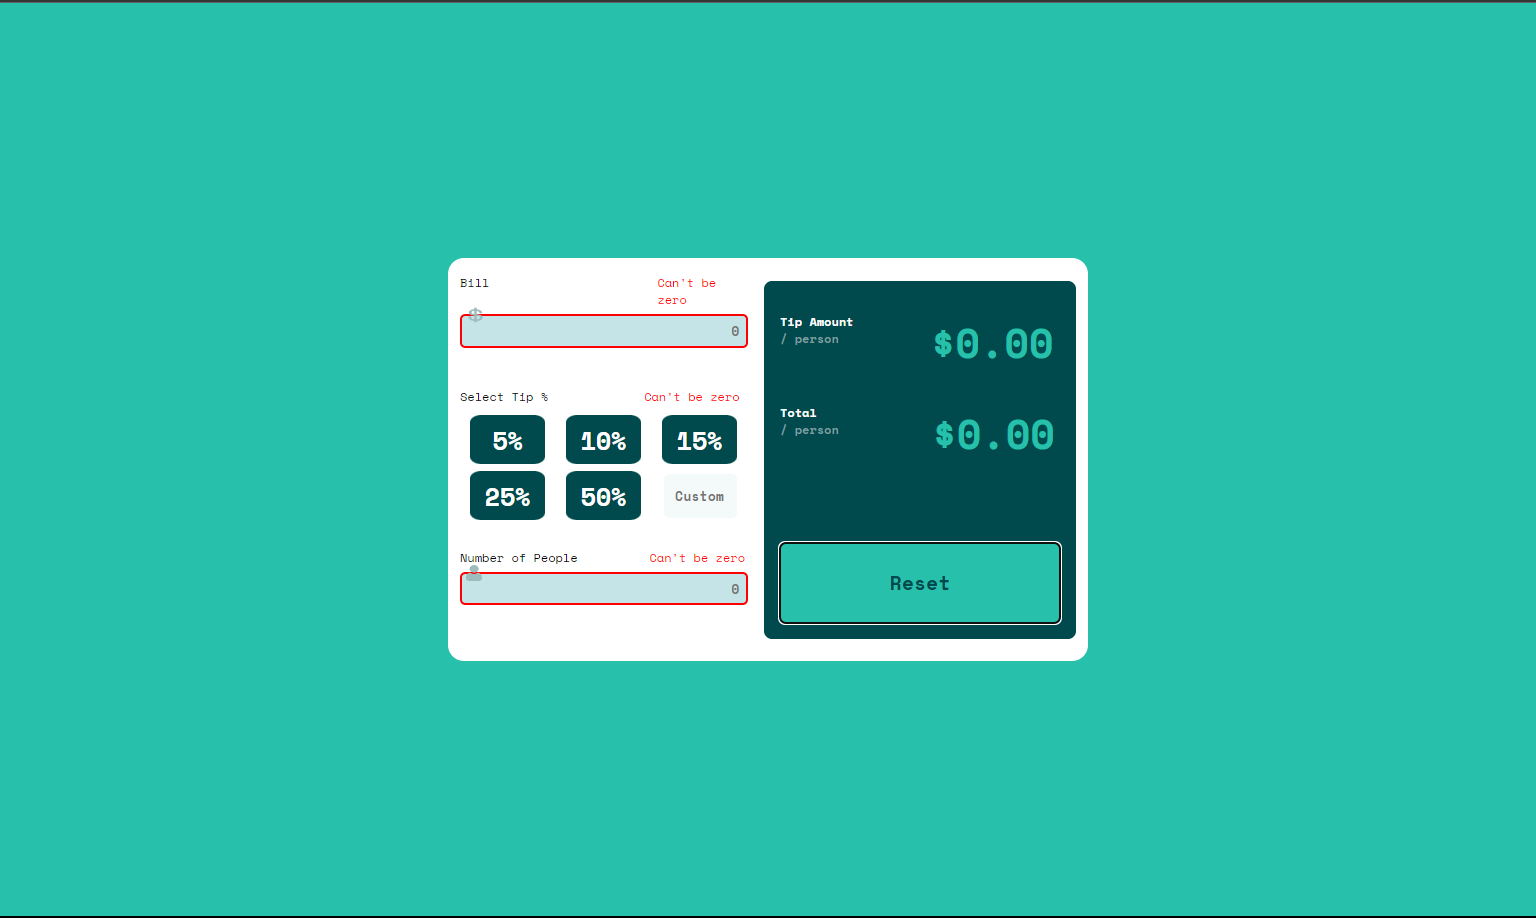 Bill
Can't be
zero
$
0
Select Tip %
Can't be zero
5%
10%
15%
25%
50%
Custom
Number of People
Can't be zero
0
Tip Amount
/ person
$0.00
Total
/ person
$0.00
Reset